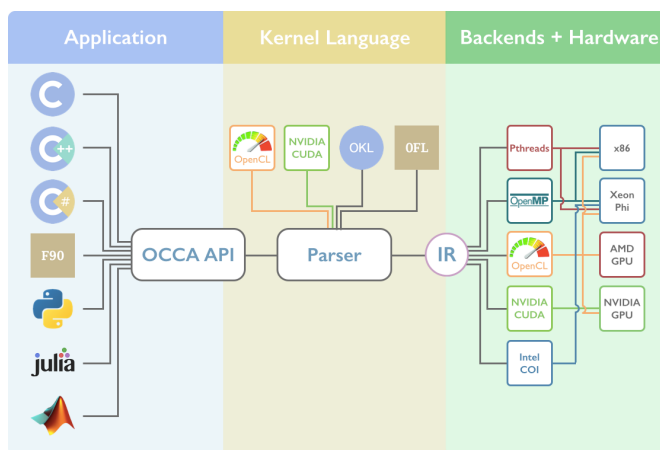 Application
Kernel Language
Backends + Hardware
C
C++
C#
F90
julia
OCCA API
OpenCL
NVIDIA
CUDA
OKL
OFL
Parser
IR
Pthreads
OpenMP
OpenCL
NVIDIA
CUDA
Intel
COI
x86
Xeon
Phi
AMD
GPU
NVIDIA
GPU